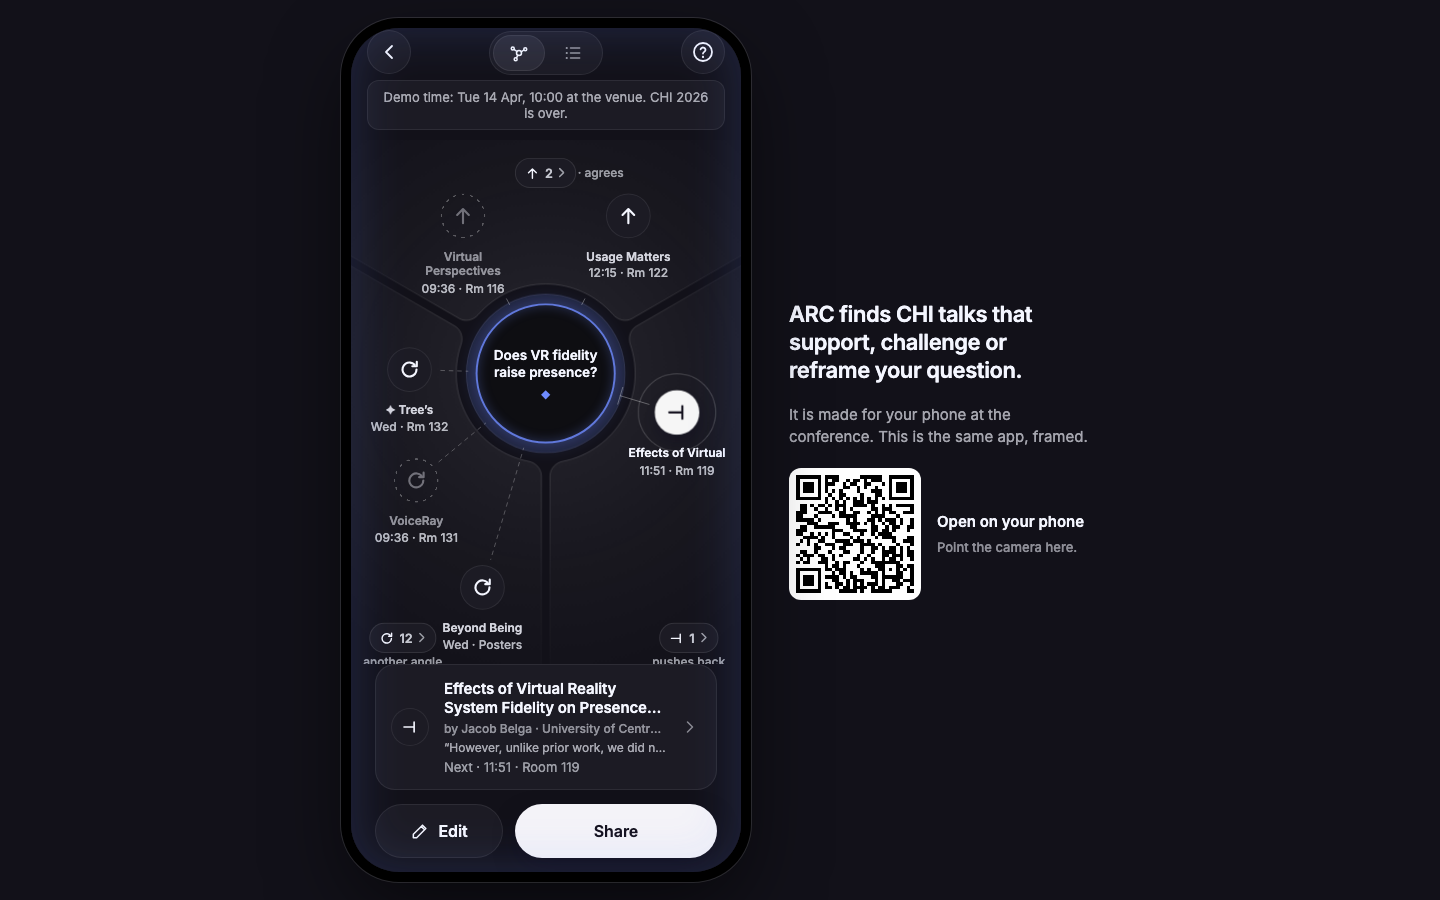 Demo time: Tue 14 Apr, 10:00 at the venue. CHI 2026
is over.
2 · agrees
Virtual
Perspectives
09:36 · Rm 116
Usage Matters
12:15 · Rm 122
Does VR fidelity
raise presence?
Tree's
Wed · Rm 132
Effects of Virtual
11:51 · Rm 119
VoiceRay
09:36 · Rm 131
Beyond Being
Wed · Posters
12
another angle
1
pushes back
Effects of Virtual Reality
System Fidelity on Presence...
by Jacob Belga · University of Centr...
"However, unlike prior work, we did n...
Next · 11:51 · Room 119
Edit
Share
ARC finds CHI talks that
support, challenge or
reframe your question.
It is made for your phone at the
conference. This is the same app, framed.
Open on your phone
Point the camera here.